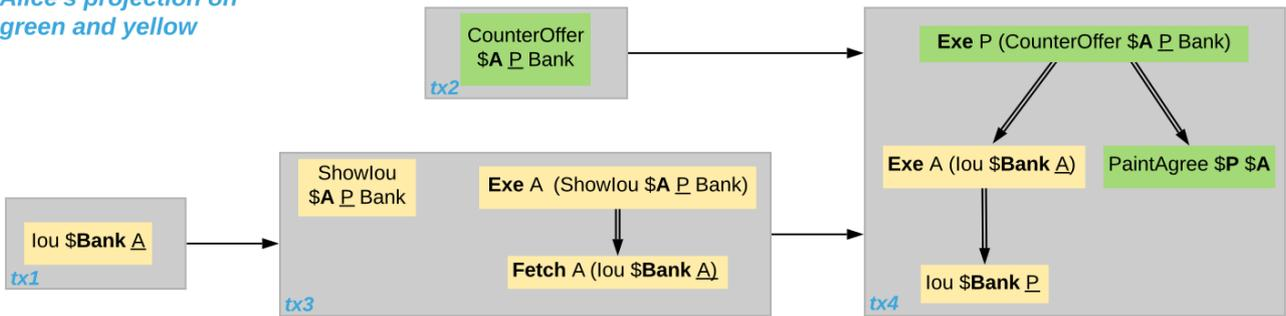 Alice's projection on
green and yellow
CounterOffer
$A P Bank
tx2
Exe P (CounterOffer $A P Bank)
Exe A (Iou $Bank A)
PaintAgree $P $A
Iou $Bank P
tx4
ShowIou
$A P Bank
Exe A (ShowIou $A P Bank)
Fetch A (Iou $Bank A)
tx3
Iou $Bank A
tx1